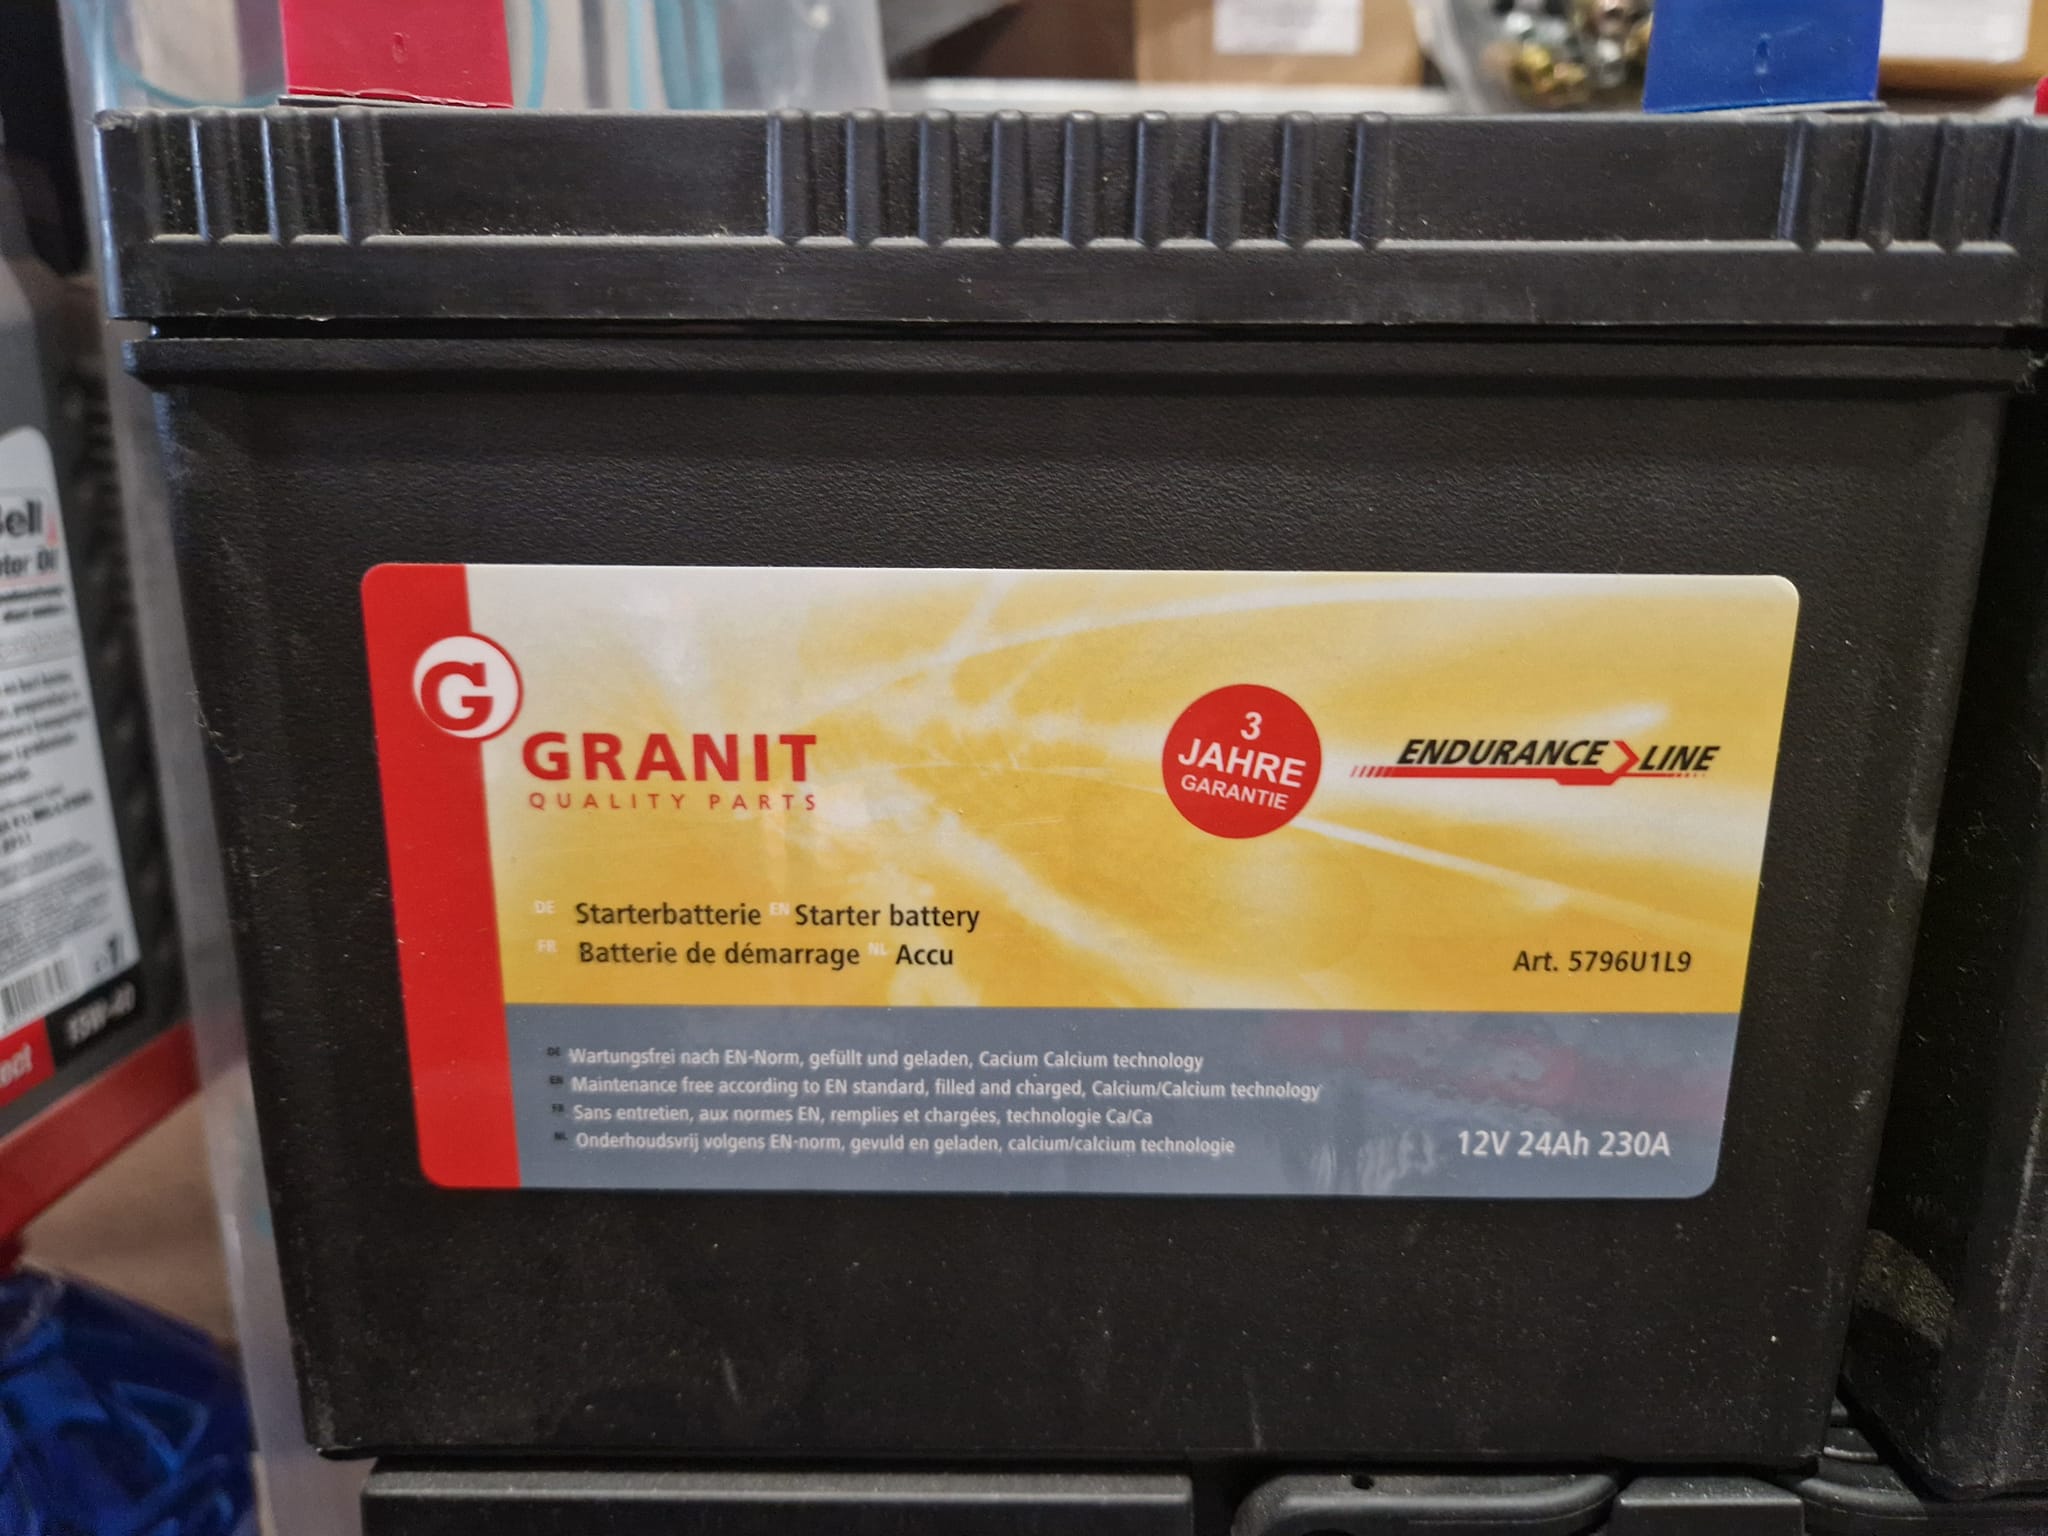 G
GRANIT
QUALITY PARTS
3
JAHRE
GARANTIE
ENDURANCE LINE
DE Starterbatterie EN Starter battery
FR Batterie de démarrage NL Accu
Art. 5796U1L9
DE Wartungsfrei nach EN-Norm, gefüllt und geladen, Cacium Calcium technology
EN Maintenance free according to EN standard, filled and charged, Calcium/Calcium technology
FR Sans entretien, aux normes EN, remplies et chargées, technologie Ca/Ca
NL Onderhoudsvrij volgens EN-norm, gevuld en geladen, calcium/calcium technologie
12V 24Ah 230A
15W-40